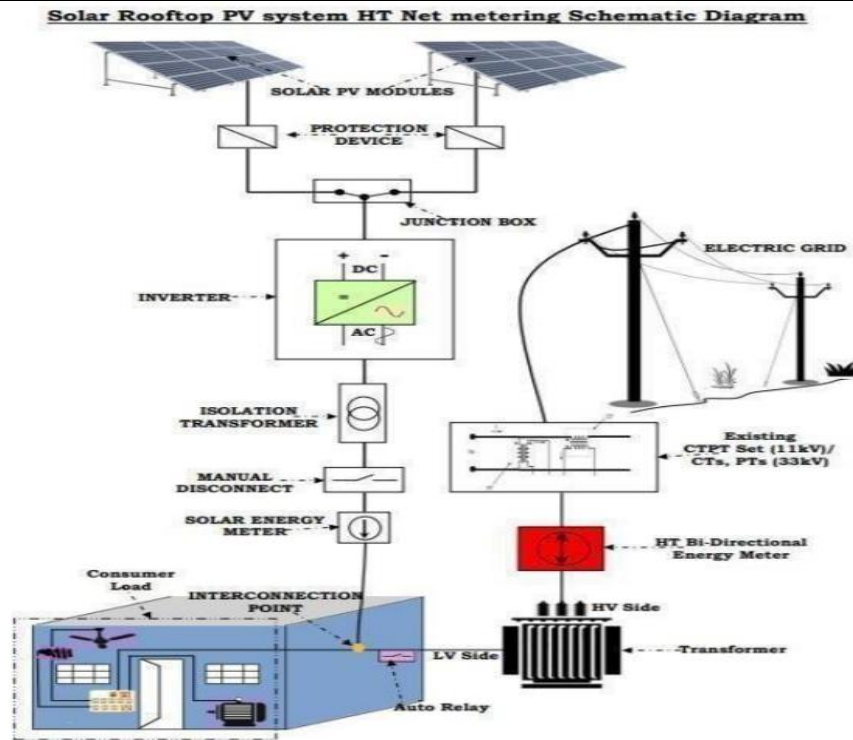 Solar Rooftop PV system HT Net metering Schematic Diagram
SOLAR PV MODULES
PROTECTION
DEVICE
JUNCTION BOX
ELECTRIC GRID
+ -
DC
INVERTER
=
AC
ISOLATION
TRANSFORMER
Existing
CTPT Set (11kV)/
CTs, PTs (33kV)
MANUAL
DISCONNECT
SOLAR ENERGY
METER
HT Bi-Directional
Energy Meter
Consumer
Load
INTERCONNECTION
POINT
HV Side
LV Side
Transformer
Auto Relay